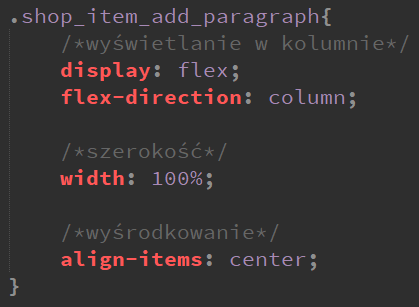 .shop_item_add_paragraph{
/*wyświetlanie w kolumnie*/
display: flex;
flex-direction: column;
/*szerokość*/
width: 100%;
/*wyśrodkowanie*/
align-items: center;
}